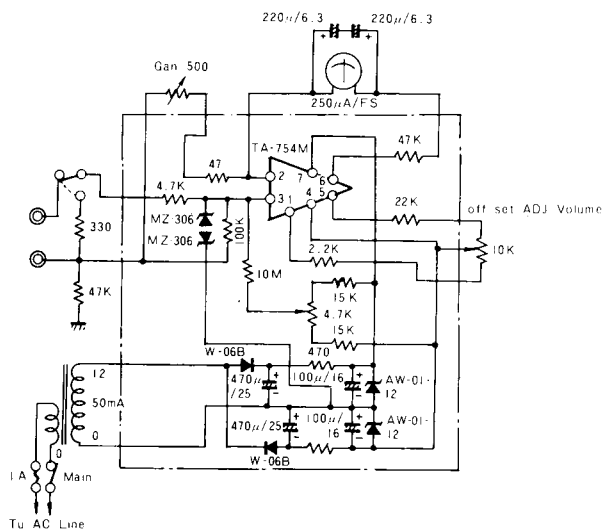 220μ/6.3 220μ/6.3
Gan 500
250μA/FS
TA-754M
47
47K
2
7
6
4.7K
3
1
4
5
22K
off set ADJ Volume
MZ-306
MZ-306
100K
330
2.2K
10K
10M
15K
47K
4.7K
15K
W-06B
470
12
470μ
/25
100μ/16
AW-01-
12
50mA
100μ/
16
470μ/25
AW-01-
12
0
0
W-06B
1A
Main
Tu AC Line
+
-
+
-
+
-
+
-
+
+